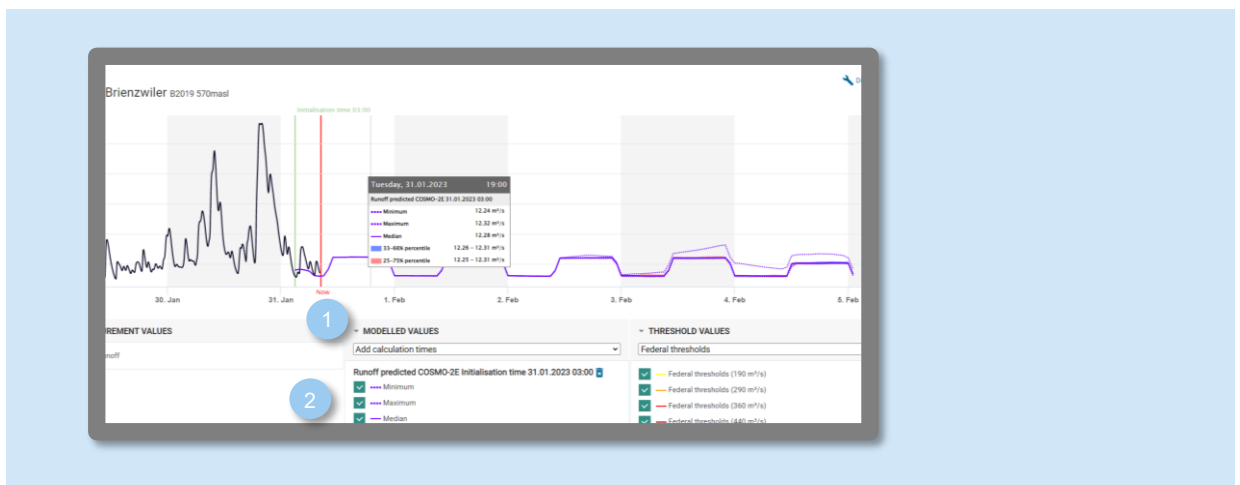 Brienzwiler B2019 570masl
Initialisation time 03:00
Tuesday, 31.01.2023 19:00
Runoff predicted COSMO-2E 31.01.2023 03:00
Minimum 12.24 m³/s
Maximum 12.32 m³/s
Median 12.28 m³/s
33–66% percentile 12.26 – 12.31 m³/s
25–75% percentile 12.25 – 12.31 m³/s
Now
30. Jan 31. Jan 1. Feb 2. Feb 3. Feb 4. Feb 5. Feb
1
UREMENT VALUES MODELLED VALUES THRESHOLD VALUES
Add calculation times Federal thresholds
noff
Runoff predicted COSMO-2E Initialisation time 31.01.2023 03:00
Federal thresholds (190 m³/s)
2
Minimum Federal thresholds (290 m³/s)
Maximum Federal thresholds (360 m³/s)
Median Federal thresholds (440 m³/s)